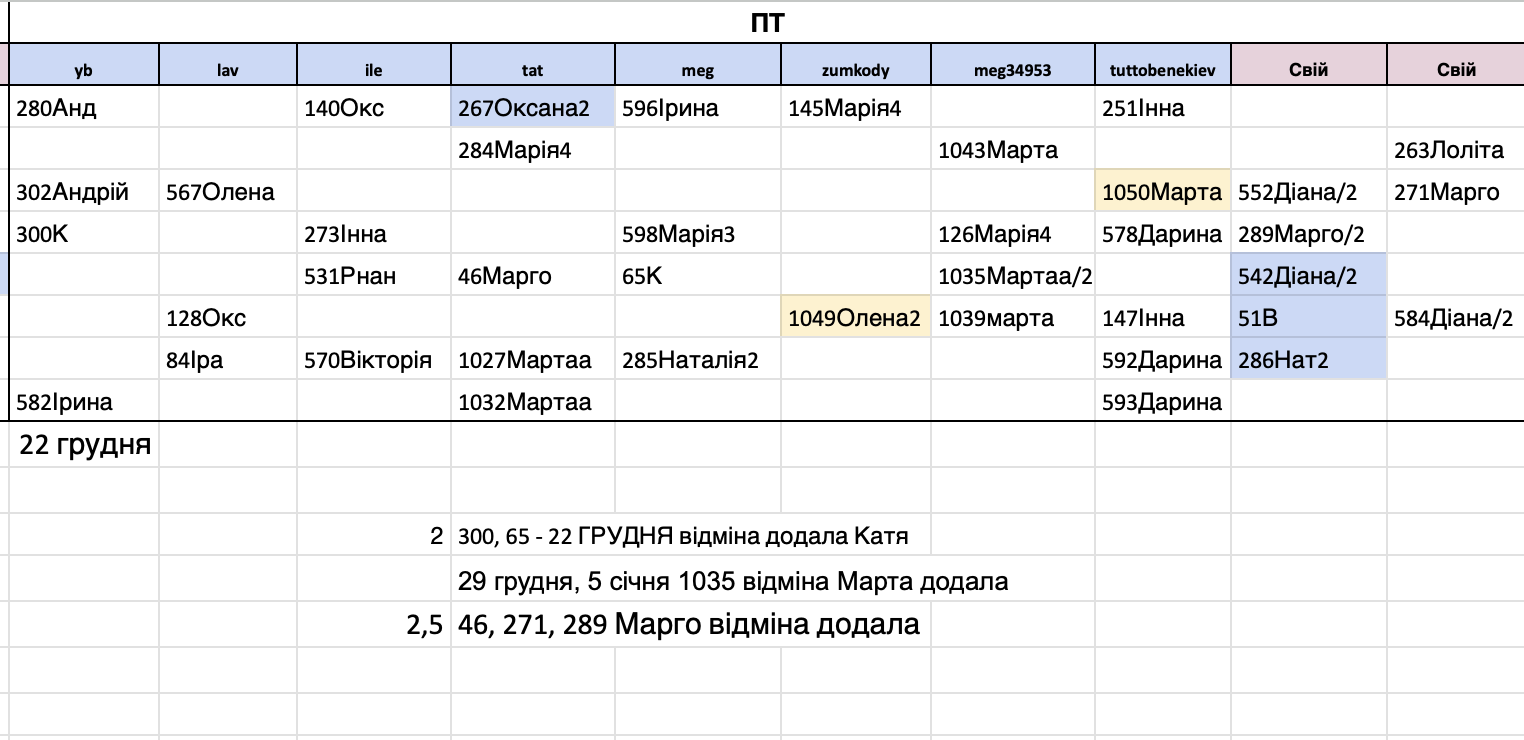 ПТ
yb lav ile tat meg zumkody meg34953 tuttobenekiev Свій Свій
280Анд 140Окс 267Оксана2 596Ірина 145Марія4 251Інна
284Марія4 1043Марта 263Лоліта
302Андрій 567Олена 1050Марта 552Діана/2 271Марго
300К 273Інна 598Марія3 126Марія4 578Дарина 289Марго/2
531Рнан 46Марго 65К 1035Мартаа/2 542Діана/2
128Окс 1049Олена2 1039марта 147Інна 51В 584Діана/2
84Іра 570Вікторія 1027Мартаа 285Наталія2 592Дарина 286Нат2
582Ірина 1032Мартаа 593Дарина
22 грудня
2 300, 65 - 22 ГРУДНЯ відміна додала Катя
29 грудня, 5 січня 1035 відміна Марта додала
2,5 46, 271, 289 Марго відміна додала